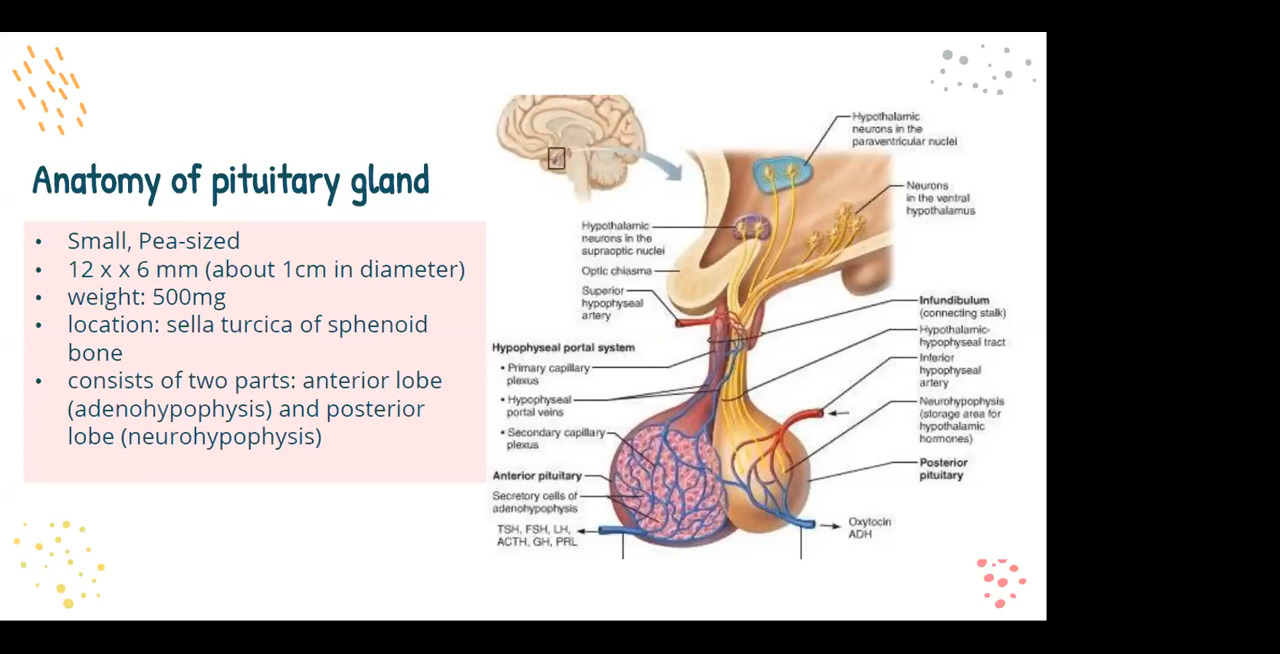 Anatomy of pituitary gland
• Small, Pea-sized
• 12 x x 6 mm (about 1cm in diameter)
• weight: 500mg
• location: sella turcica of sphenoid
bone
• consists of two parts: anterior lobe
(adenohypophysis) and posterior
lobe (neurohypophysis)
Hypothalamic
neurons in the
paraventricular nuclei
Neurons
in the ventral
hypothalamus
Hypothalamic
neurons in the
supraoptic nuclei
Optic chiasma
Superior
hypophyseal
artery
Infundibulum
(connecting stalk)
Hypothalamic-
hypophyseal tract
Inferior
hypophyseal
artery
Neurohypophysis
(storage area for
hypothalamic
hormones)
Posterior
pituitary
Hypophyseal portal system
• Primary capillary
plexus
• Hypophyseal
portal veins
• Secondary capillary
plexus
Anterior pituitary
Secretory cells of
adenohypophysis
TSH, FSH, LH,
ACTH, GH, PRL
Oxytocin
ADH